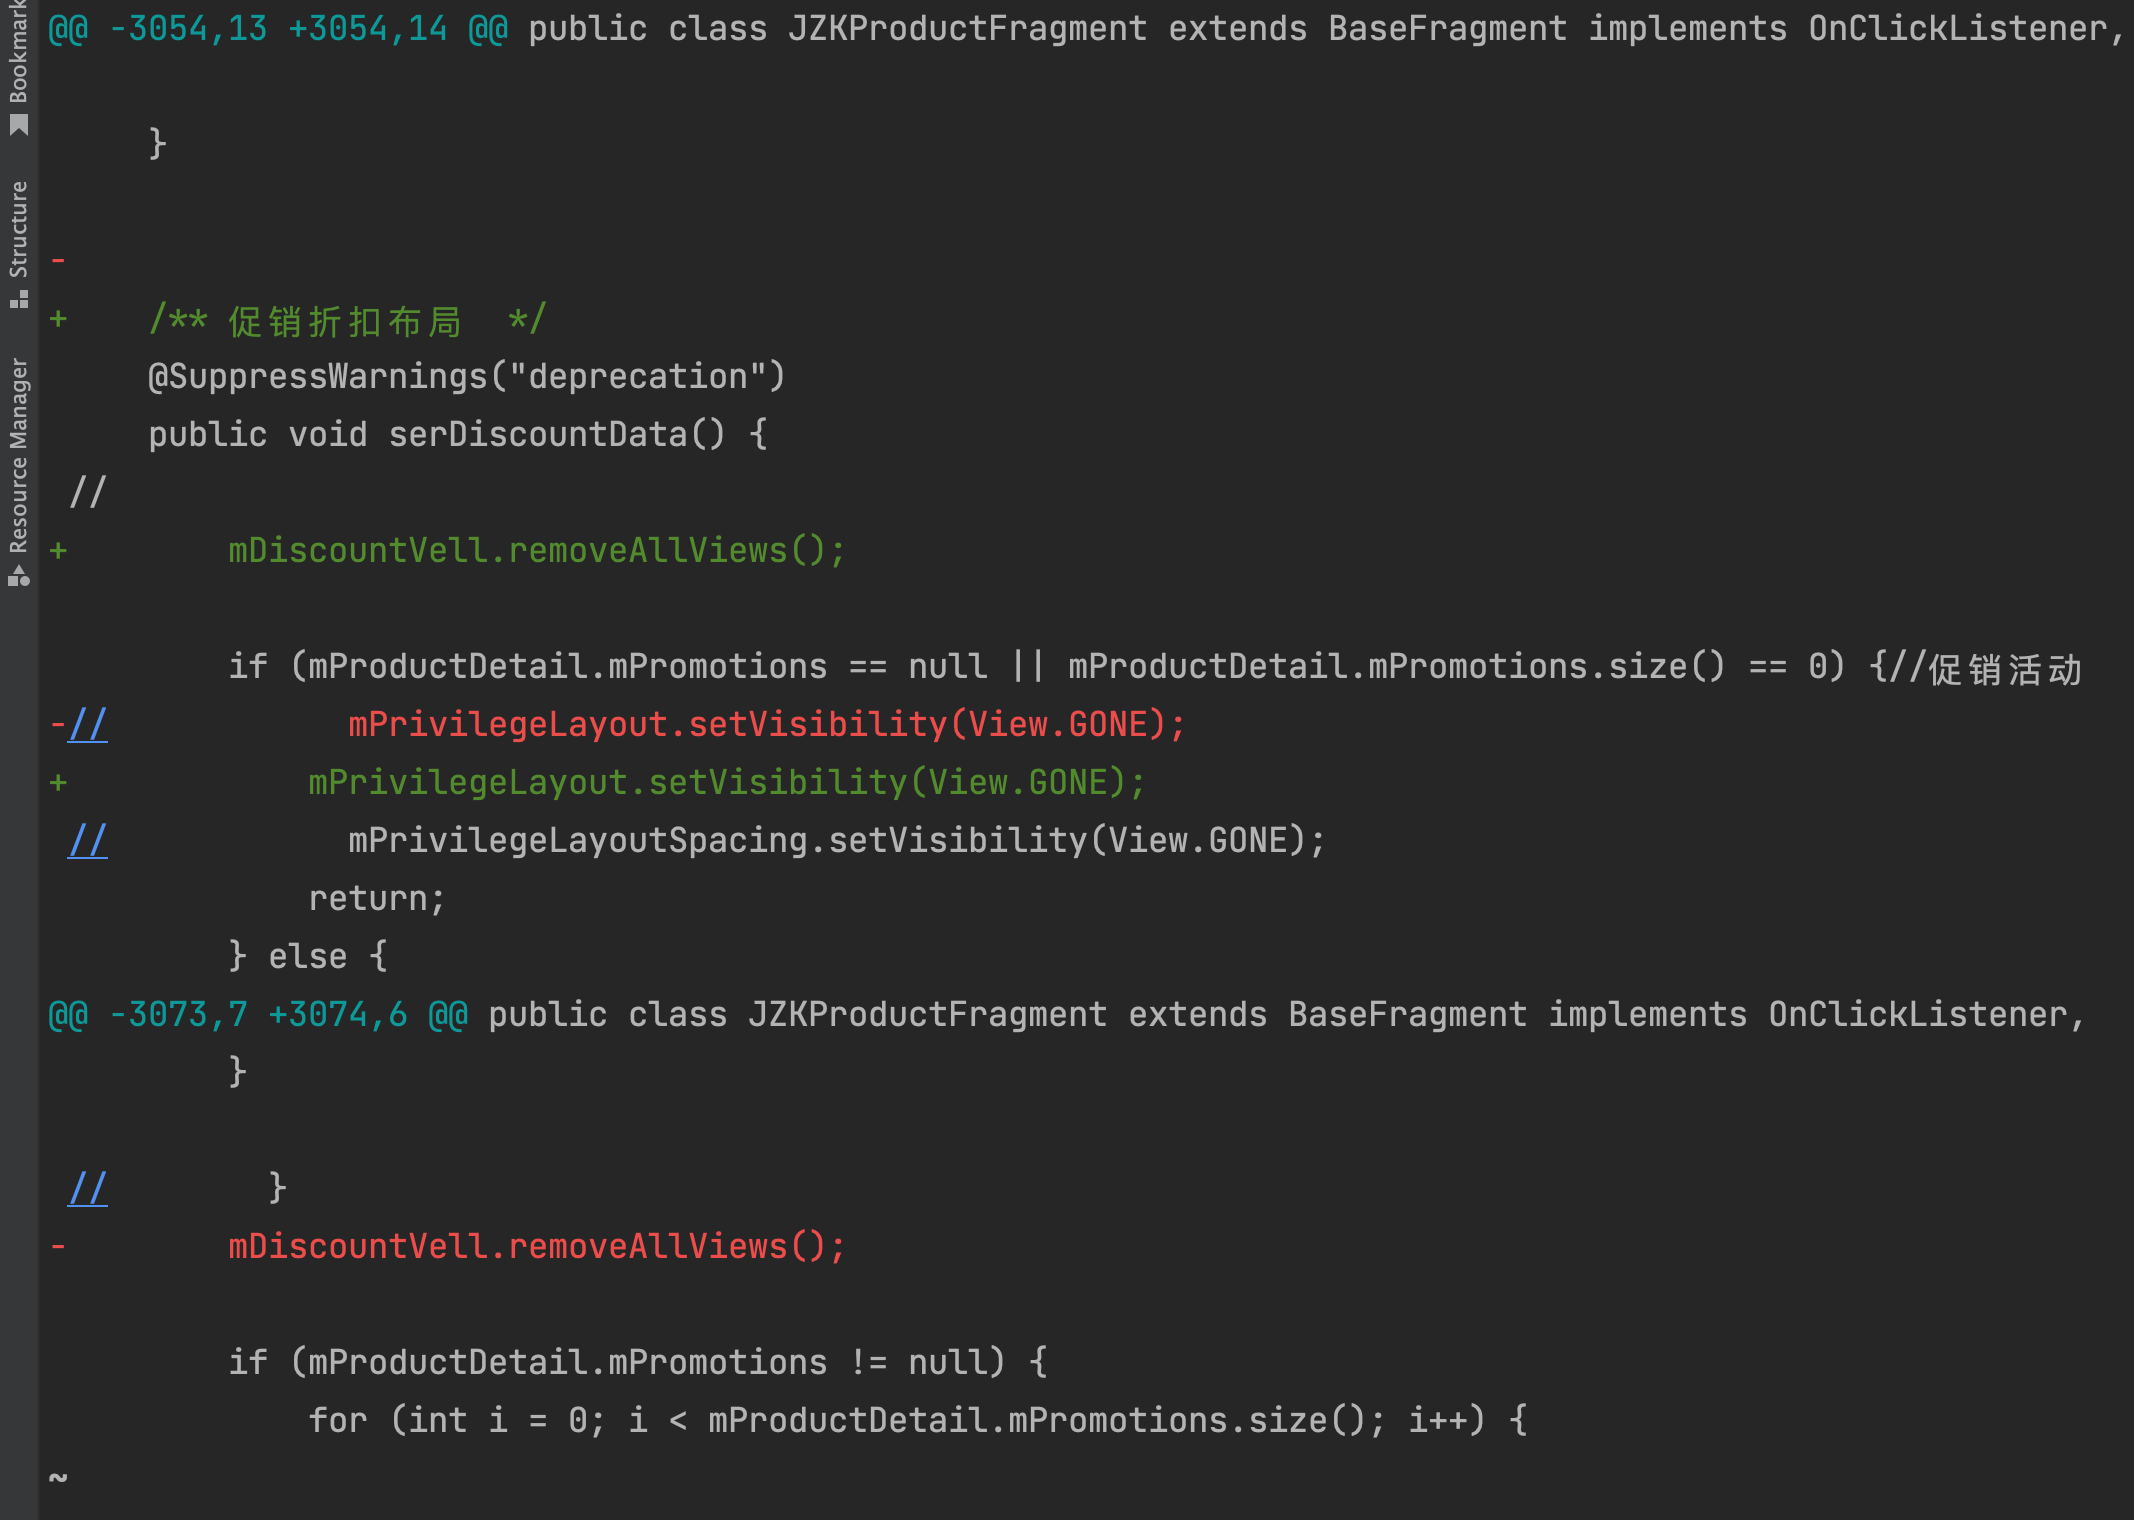 Bookmark
Structure
Resource Manager
@@ -3054,13 +3054,14 @@ public class JZKProductFragment extends BaseFragment implements OnClickListener,
     }
-
+    /** 促销折扣布局  */
     @SuppressWarnings("deprecation")
     public void serDiscountData() {
 //
+        mDiscountVell.removeAllViews();
         if (mProductDetail.mPromotions == null || mProductDetail.mPromotions.size() == 0) {//促销活动
-//            mPrivilegeLayout.setVisibility(View.GONE);
+            mPrivilegeLayout.setVisibility(View.GONE);
 //            mPrivilegeLayoutSpacing.setVisibility(View.GONE);
             return;
         } else {
@@ -3073,7 +3074,6 @@ public class JZKProductFragment extends BaseFragment implements OnClickListener,
         }
 //        }
-        mDiscountVell.removeAllViews();
         if (mProductDetail.mPromotions != null) {
             for (int i = 0; i < mProductDetail.mPromotions.size(); i++) {
~